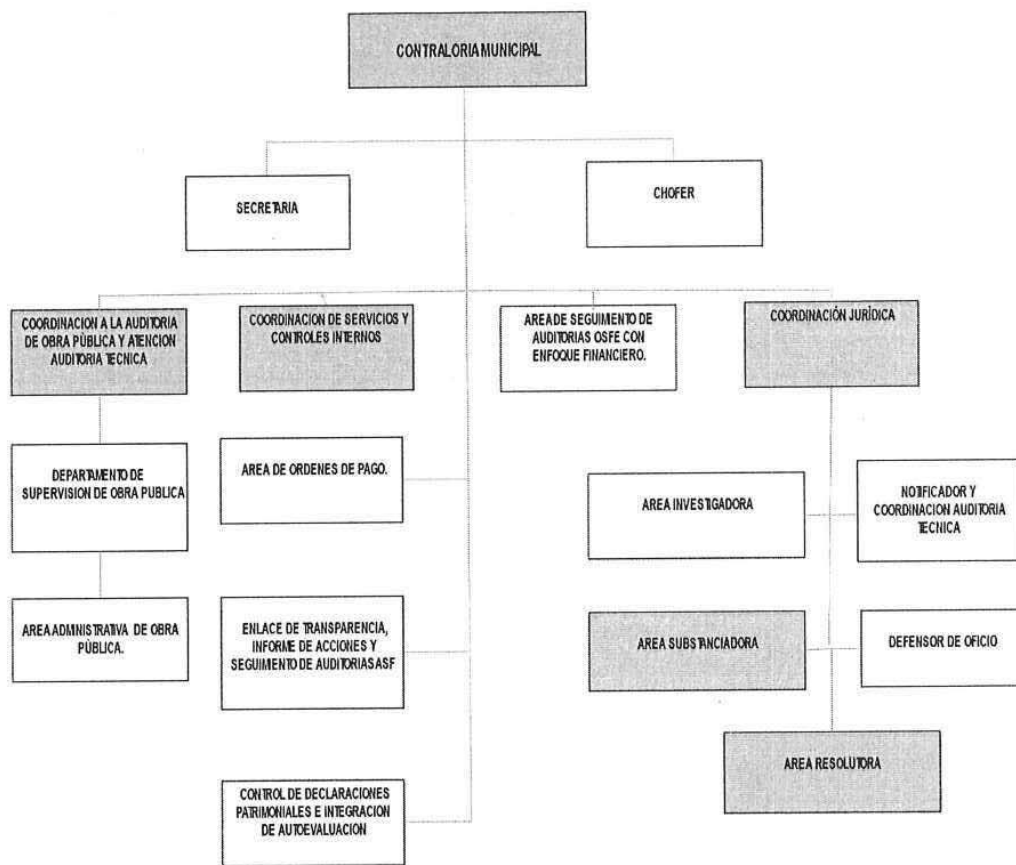 CONTRALORIA MUNICIPAL
SECRETARIA
CHOFER
COORDINACION A LA AUDITORIA
DE OBRA PÙBLICA Y ATENCION
AUDITORIA TECNICA
COORDINACION DE SERVICIOS Y
CONTROLES INTERNOS
AREA DE SEGUIMIENTO DE
AUDITORIAS OSFE CON
ENFOQUE FINANCIERO.
COORDINACIÓN JURÍDICA
DEPARTAMENTO DE
SUPERVISION DE OBRA PUBLICA
AREA DE ORDENES DE PAGO.
AREA INVESTIGADORA
NOTIFICADOR Y
COORDINACION AUDITORIA
TECNICA
AREA ADMINISTRATIVA DE OBRA
PÙBLICA.
ENLACE DE TRANSPARENCIA,
INFORME DE ACCIONES Y
SEGUIMENTO DE AUDITORIAS ASF
AREA SUBSTANCIADORA
DEFENSOR DE OFICIO
AREA RESOLUTORA
CONTROL DE DECLARACIONES
PATRIMONIALES E INTEGRACION
DE AUTOEVALUACION